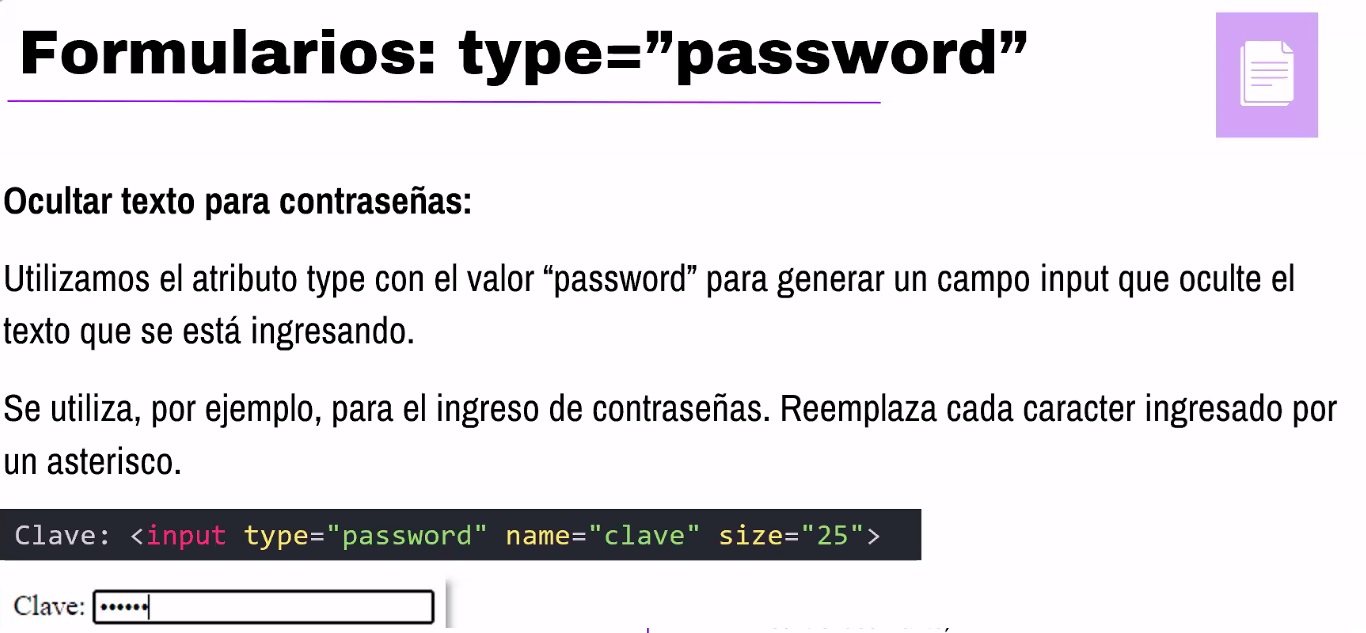 Formularios: type=”password”
Ocultar texto para contraseñas:
Utilizamos el atributo type con el valor “password” para generar un campo input que oculte el
texto que se está ingresando.
Se utiliza, por ejemplo, para el ingreso de contraseñas. Reemplaza cada caracter ingresado por
un asterisco.
Clave: <input type="password" name="clave" size="25">
Clave: ••••••